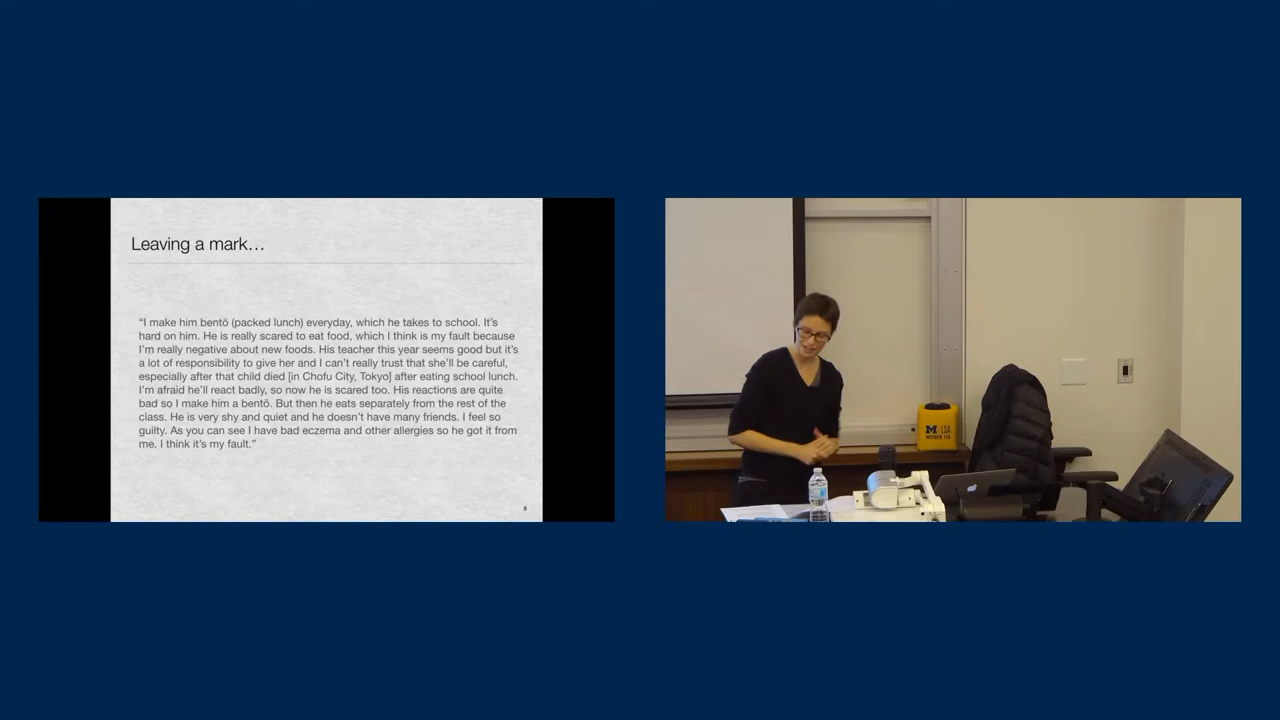 Leaving a mark…
“I make him bentō (packed lunch) everyday, which he takes to school. It’s
hard on him. He is really scared to eat food, which I think is my fault because
I’m really negative about new foods. His teacher this year seems good but it’s
a lot of responsibility to give her and I can’t really trust that she’ll be careful,
especially after that child died [in Chofu City, Tokyo] after eating school lunch.
I’m afraid he’ll react badly, so now he is scared too. His reactions are quite
bad so I make him a bentō. But then he eats separately from the rest of the
class. He is very shy and quiet and he doesn’t have many friends. I feel so
guilty. As you can see I have bad eczema and other allergies so he got it from
me. I think it’s my fault.”
8
M LSA
WEISER 110